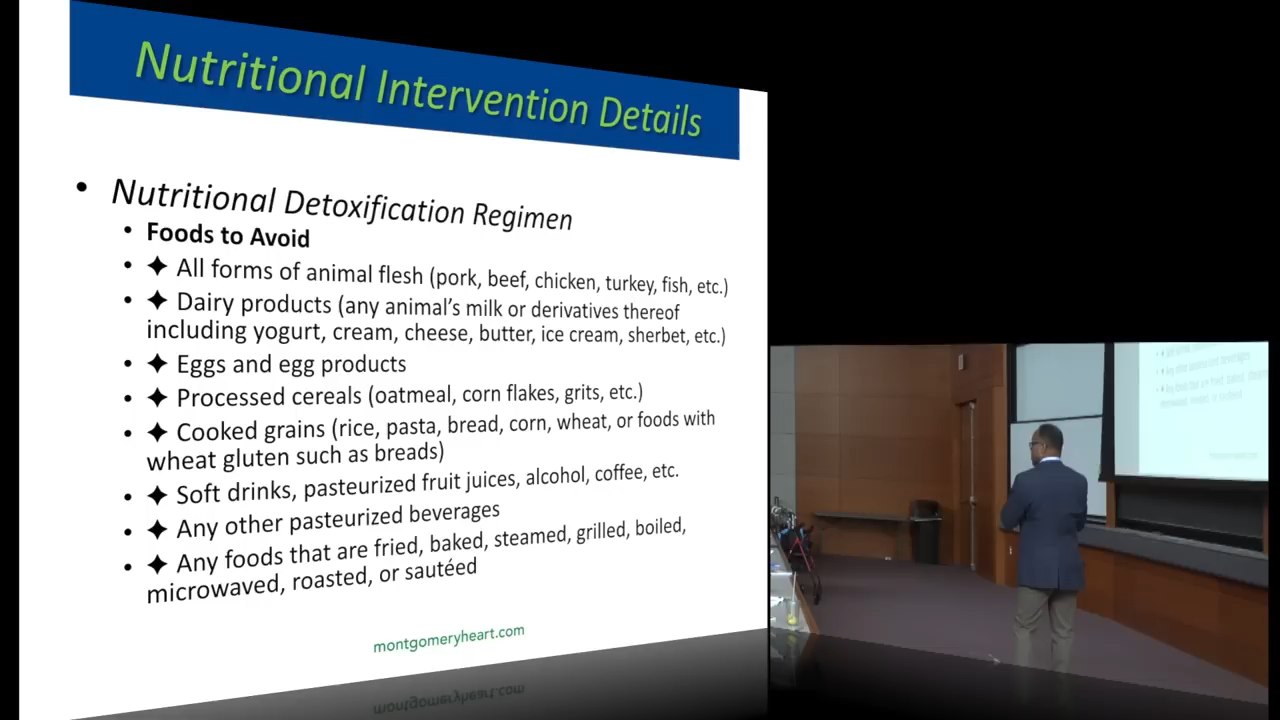 Nutritional Intervention Details
• Nutritional Detoxification Regimen
• Foods to Avoid
• ✦ All forms of animal flesh (pork, beef, chicken, turkey, fish, etc.)
• ✦ Dairy products (any animal's milk or derivatives thereof
including yogurt, cream, cheese, butter, ice cream, sherbet, etc.)
• ✦ Eggs and egg products
• ✦ Processed cereals (oatmeal, corn flakes, grits, etc.)
• ✦ Cooked grains (rice, pasta, bread, corn, wheat, or foods with
wheat gluten such as breads)
• ✦ Soft drinks, pasteurized fruit juices, alcohol, coffee, etc.
• ✦ Any other pasteurized beverages
• ✦ Any foods that are fried, baked, steamed, grilled, boiled,
microwaved, roasted, or sautéed
montgomeryheart.com